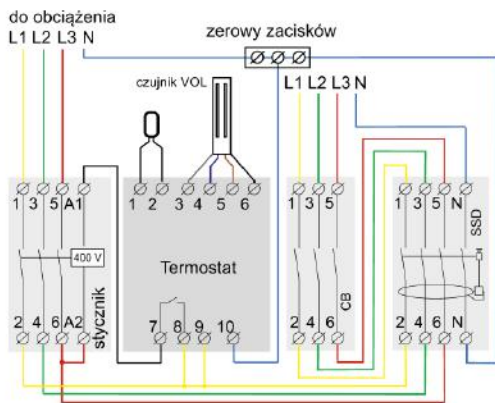 do obciążenia
L1 L2 L3 N
zerowy zacisków
czujnik VOL
L1 L2 L3 N
1 3 5 A1
1 2 3 4 5 6
1 3 5
1 3 5 N
400 V
Termostat
stycznik
CB
SSD
2 4 6 A2
7 8 9 10
2 4 6
2 4 6 N